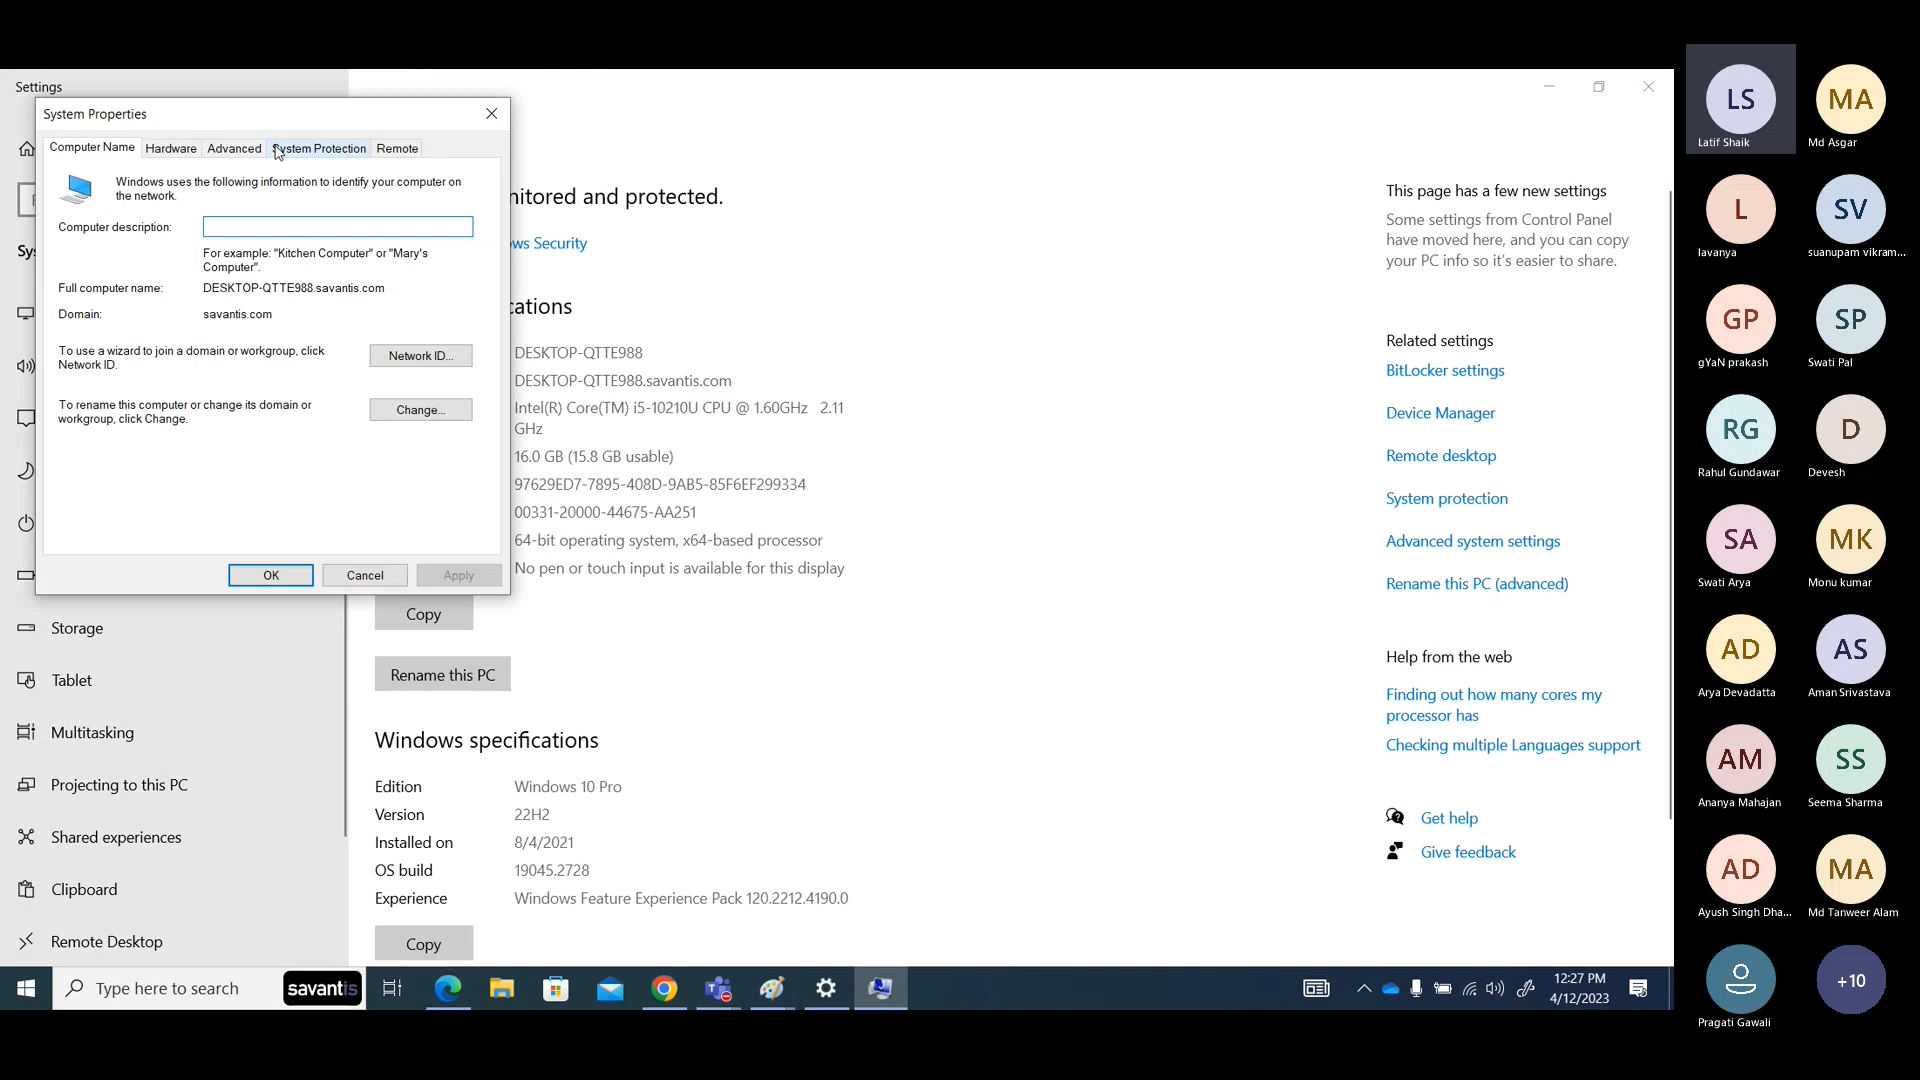 Settings
System Properties
Computer Name
Hardware
Advanced
System Protection
Remote
Windows uses the following information to identify your computer on
the network.
Computer description:
For example: "Kitchen Computer" or "Mary's
Computer".
Full computer name:
DESKTOP-QTTE988.savantis.com
Domain:
savantis.com
To use a wizard to join a domain or workgroup, click
Network ID.
Network ID...
To rename this computer or change its domain or
workgroup, click Change.
Change...
OK
Cancel
Apply
Sys
Storage
Tablet
Multitasking
Projecting to this PC
Shared experiences
Clipboard
Remote Desktop
nitored and protected.
ws Security
cations
DESKTOP-QTTE988
DESKTOP-QTTE988.savantis.com
Intel(R) Core(TM) i5-10210U CPU @ 1.60GHz 2.11
GHz
16.0 GB (15.8 GB usable)
97629ED7-7895-408D-9AB5-85F6EF299334
00331-20000-44675-AA251
64-bit operating system, x64-based processor
No pen or touch input is available for this display
Copy
Rename this PC
Windows specifications
Edition Windows 10 Pro
Version 22H2
Installed on 8/4/2021
OS build 19045.2728
Experience Windows Feature Experience Pack 120.2212.4190.0
Copy
This page has a few new settings
Some settings from Control Panel
have moved here, and you can copy
your PC info so it's easier to share.
Related settings
BitLocker settings
Device Manager
Remote desktop
System protection
Advanced system settings
Rename this PC (advanced)
Help from the web
Finding out how many cores my
processor has
Checking multiple Languages support
Get help
Give feedback
Type here to search
savantis
12:27 PM
4/12/2023
LS
Latif Shaik
MA
Md Asgar
L
lavanya
SV
suanupam vikram...
GP
gYaN prakash
SP
Swati Pal
RG
Rahul Gundawar
D
Devesh
SA
Swati Arya
MK
Monu kumar
AD
Arya Devadatta
AS
Aman Srivastava
AM
Ananya Mahajan
SS
Seema Sharma
AD
Ayush Singh Dha...
MA
Md Tanweer Alam
Pragati Gawali
+10